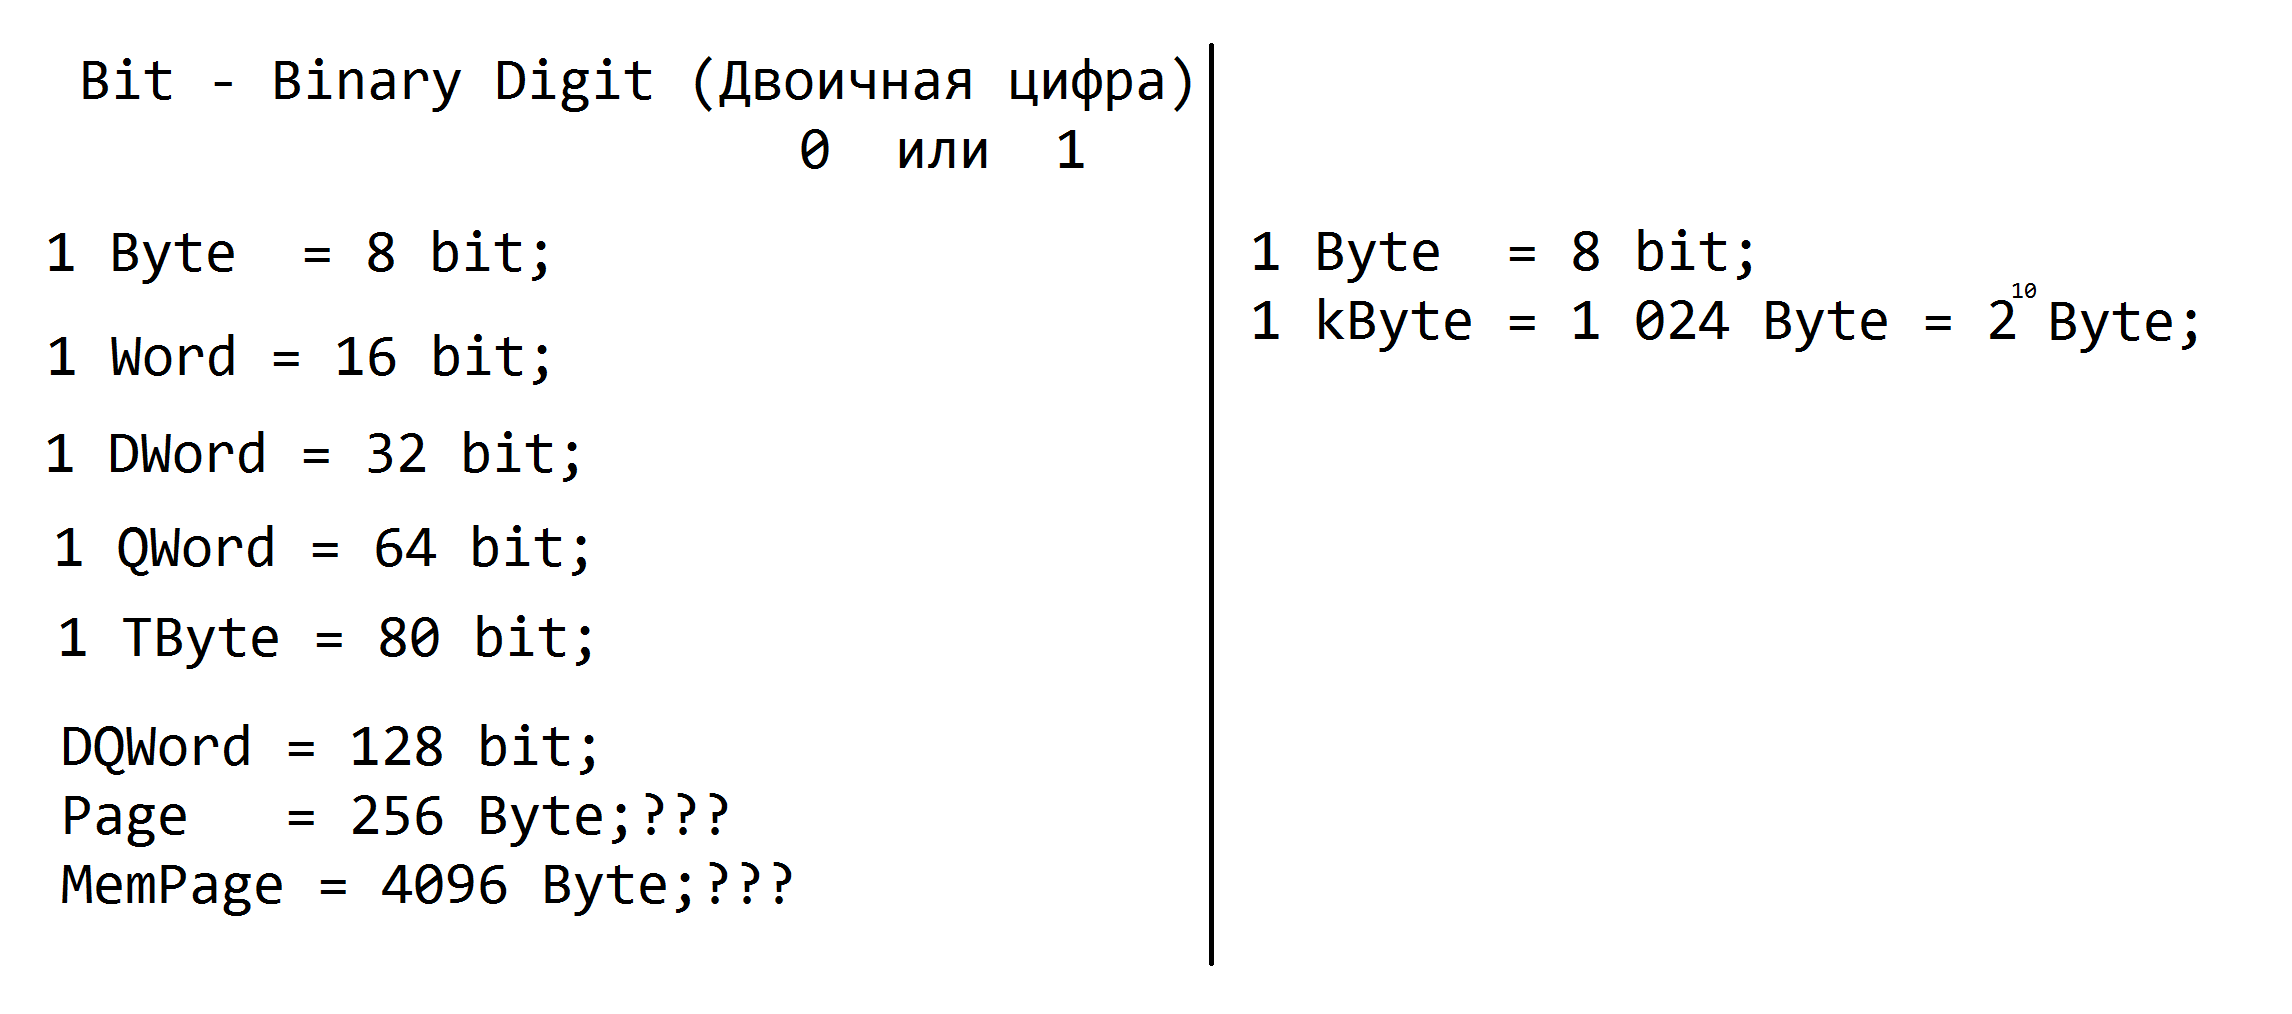 Bit - Binary Digit (Двоичная цифра)
0 или 1
1 Byte = 8 bit;
1 Word = 16 bit;
1 DWord = 32 bit;
1 QWord = 64 bit;
1 TByte = 80 bit;
DQWord = 128 bit;
Page = 256 Byte;???
MemPage = 4096 Byte;???
1 Byte = 8 bit;
1 kByte = 1 024 Byte = 2¹⁰ Byte;